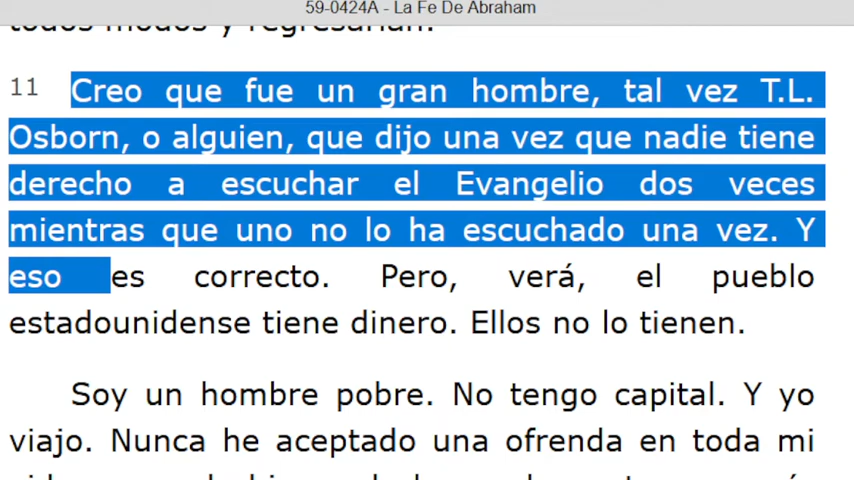 59-0424A - La Fe De Abraham
todos modos y regresarían.
11 Creo que fue un gran hombre, tal vez T.L.
Osborn, o alguien, que dijo una vez que nadie tiene
derecho a escuchar el Evangelio dos veces
mientras que uno no lo ha escuchado una vez. Y
eso es correcto. Pero, verá, el pueblo
estadounidense tiene dinero. Ellos no lo tienen.
Soy un hombre pobre. No tengo capital. Y yo
viajo. Nunca he aceptado una ofrenda en toda mi